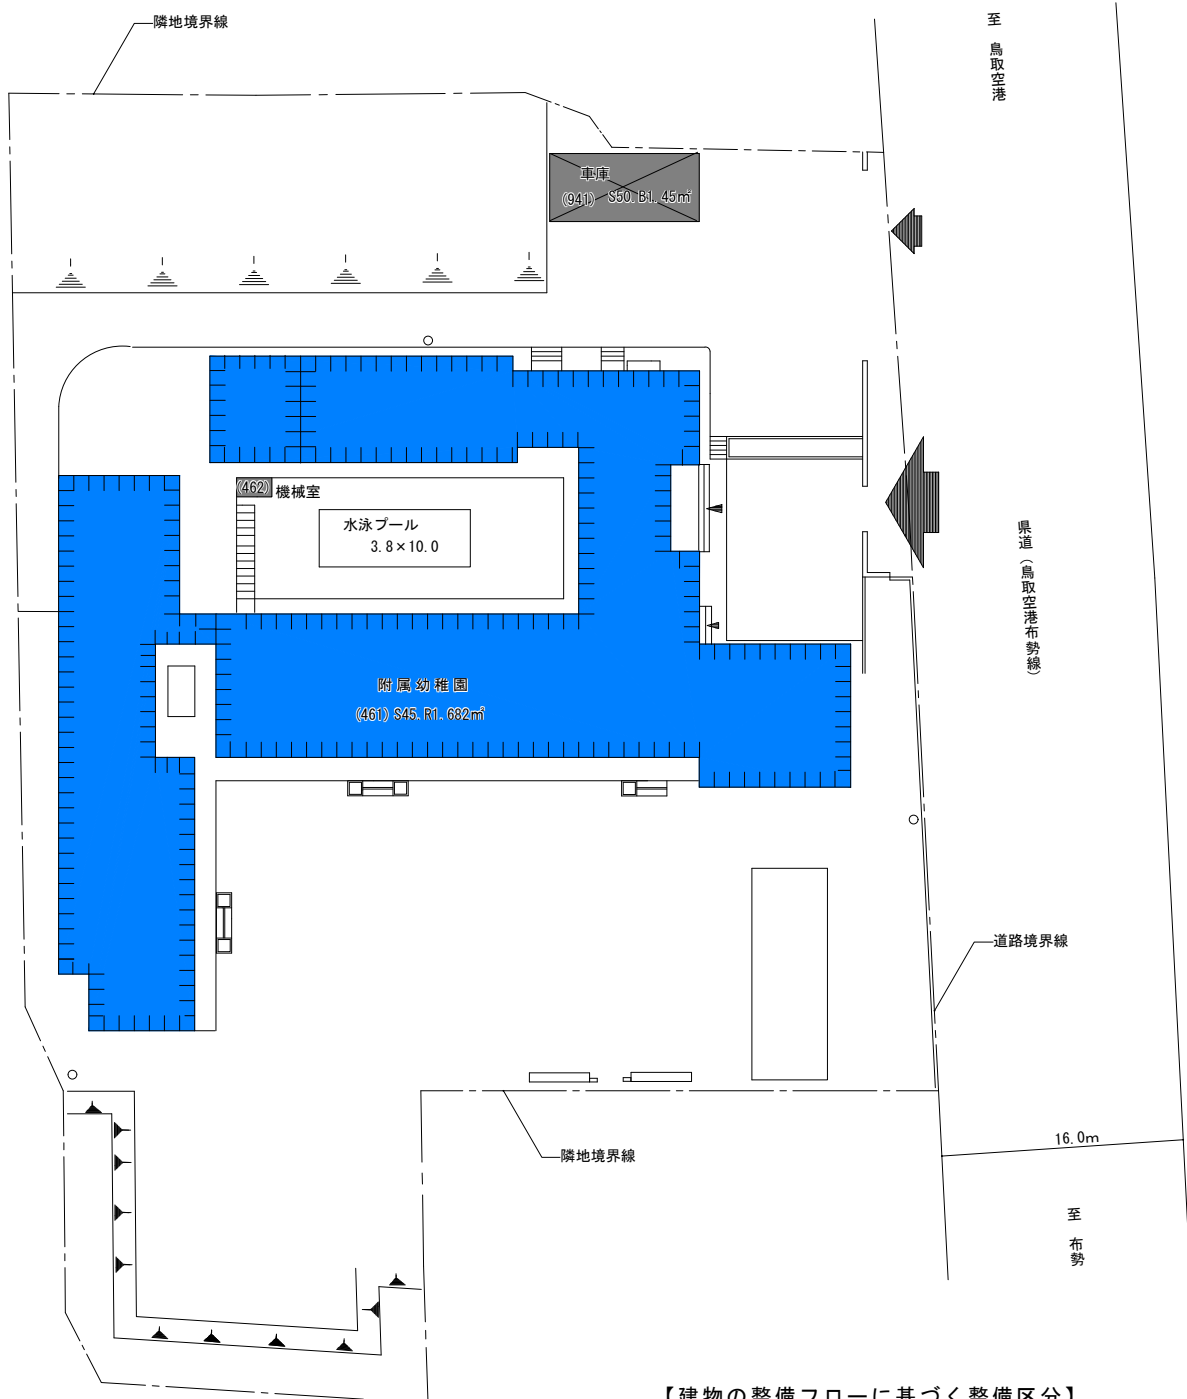 隣地境界線
至 鳥取空港
車庫
(941) S50. B1. 45㎡
(462) 機械室
水泳プール
3.8×10.0
県道（鳥取空港布勢線）
附属幼稚園
(461) S45. R1. 682㎡
道路境界線
16.0m
隣地境界線
至 布勢
【建物の整備フローに基づく整備区分】